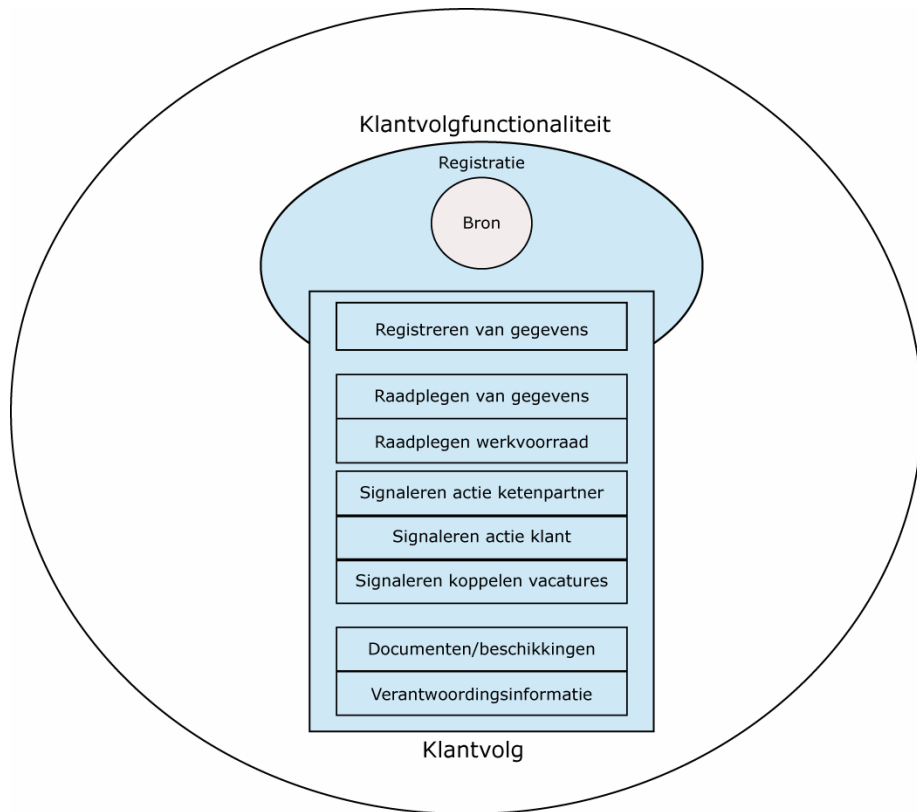 Klantvolgfunctionaliteit
Registratie
Bron
Registreren van gegevens
Raadplegen van gegevens
Raadplegen werkvoorraad
Signaleren actie ketenpartner
Signaleren actie klant
Signaleren koppelen vacatures
Documenten/beschikkingen
Verantwoordingsinformatie
Klantvolg